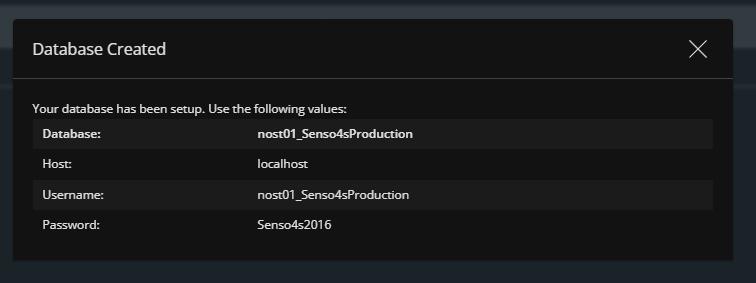 Database Created
Your database has been setup. Use the following values:
Database: nost01_Senso4sProduction
Host: localhost
Username: nost01_Senso4sProduction
Password: Senso4s2016